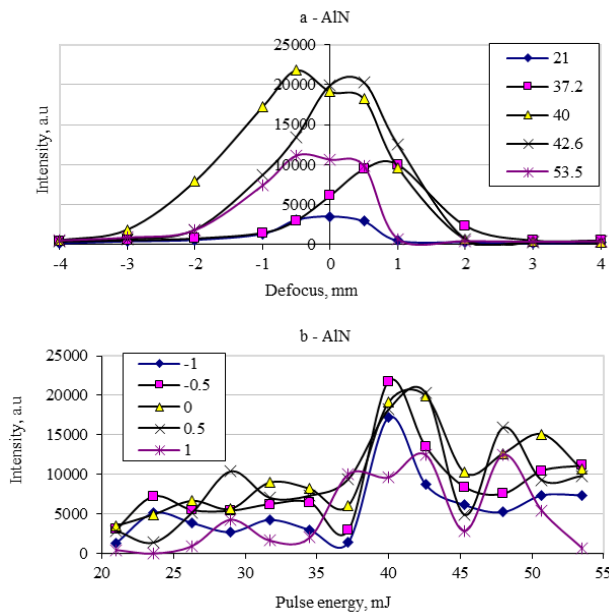 a - AlN
25000
20000
15000
10000
5000
0
Intensity, a.u
-4 -3 -2 -1 0 1 2 3 4
Defocus, mm
21
37.2
40
42.6
53.5
b - AlN
25000
20000
15000
10000
5000
0
Intensity, a.u
20 25 30 35 40 45 50 55
Pulse energy, mJ
-1
-0.5
0
0.5
1